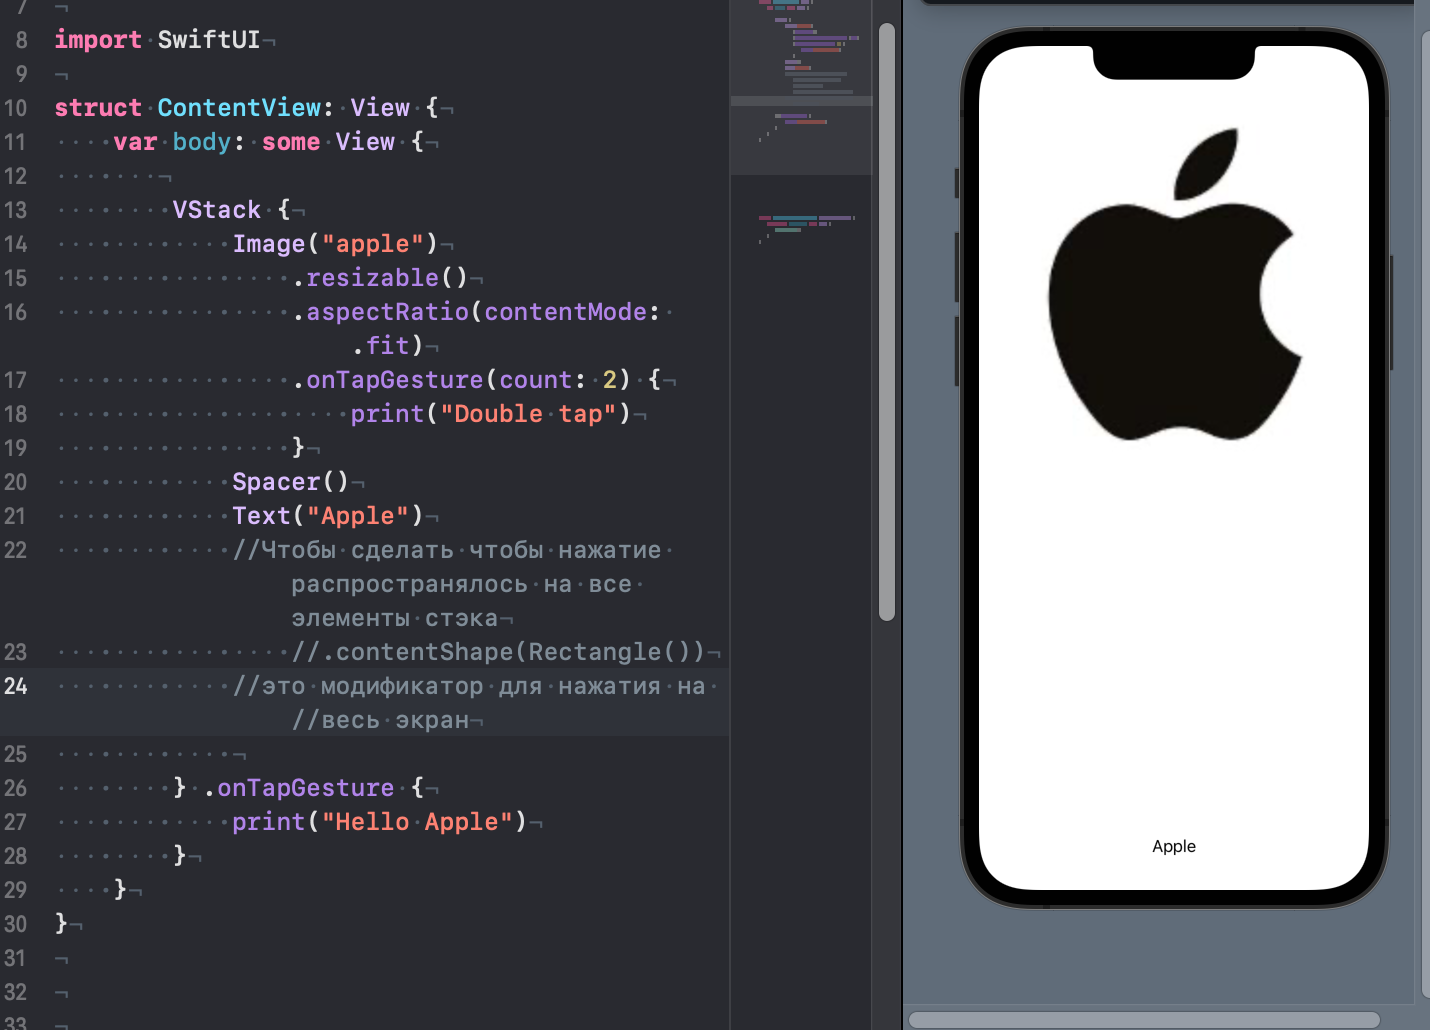 7
8 import SwiftUI
9
10 struct ContentView: View {
11 var body: some View {
12
13 VStack {
14 Image("apple")
15 .resizable()
16 .aspectRatio(contentMode:
.fit)
17 .onTapGesture(count: 2) {
18 print("Double tap")
19 }
20 Spacer()
21 Text("Apple")
22 //Чтобы сделать чтобы нажатие
распространялось на все
элементы стэка
23 //.contentShape(Rectangle())
24 //это модификатор для нажатия на
//весь экран
25
26 } .onTapGesture {
27 print("Hello Apple")
28 }
29 }
30 }
31
32
33
Apple